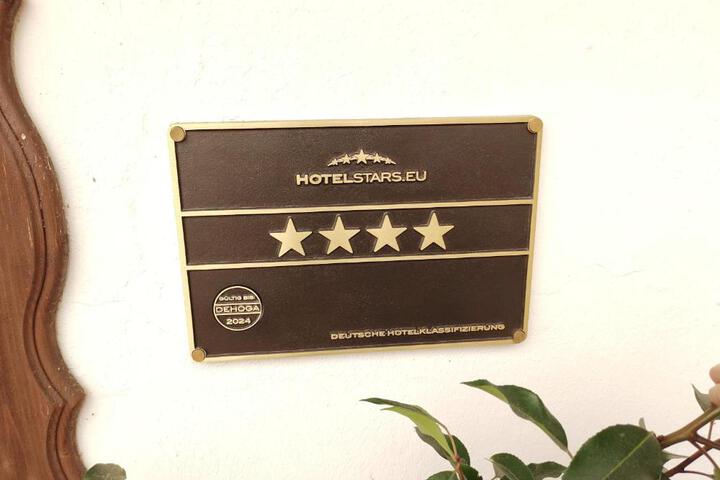 HOTELSTARS.EU
GÜLTIG BIS:
DEHOGA
2024
DEUTSCHE HOTELKLASSIFIZIERUNG